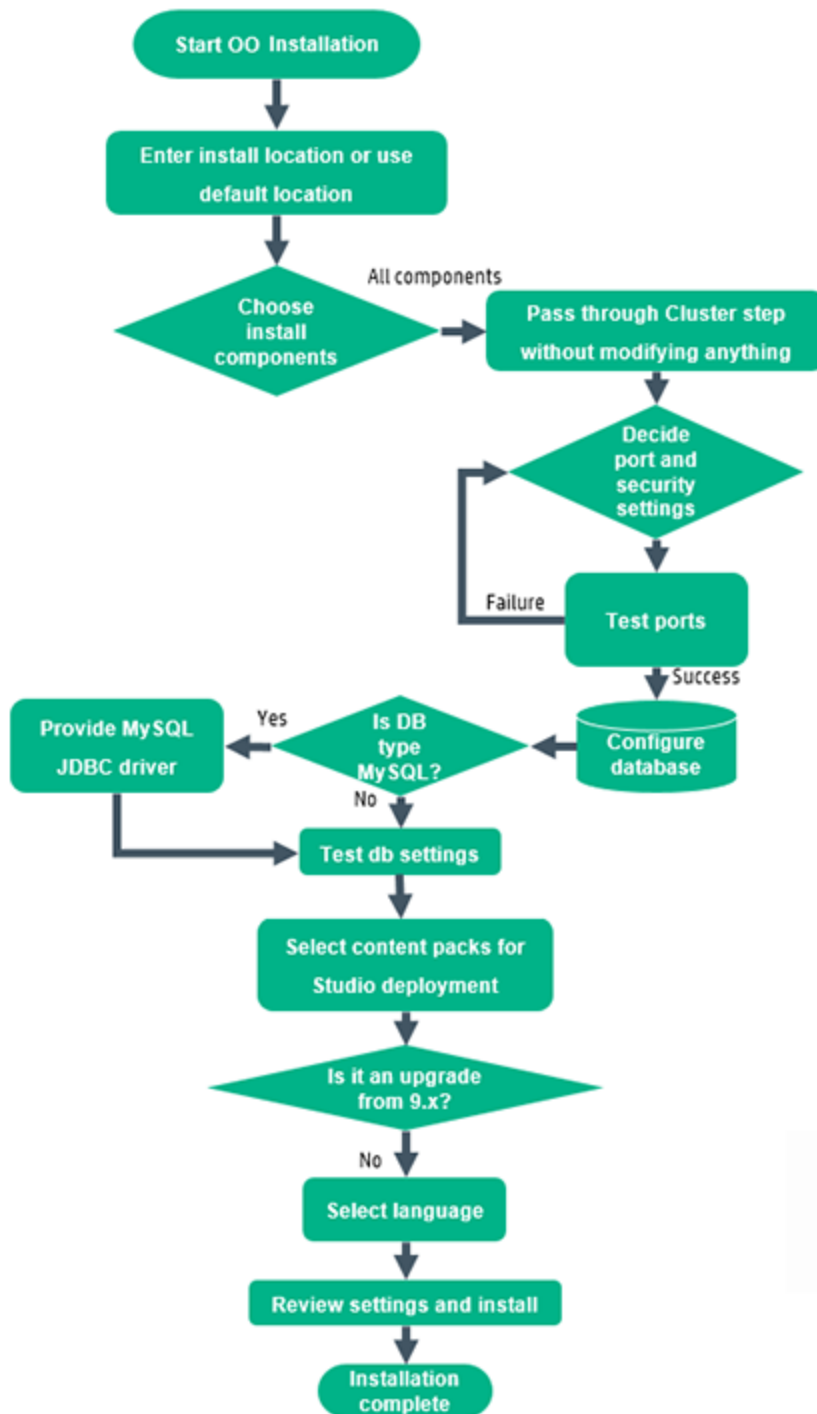 Start OO Installation
Enter install location or use
default location
Choose
install
components
All components
Pass through Cluster step
without modifying anything
Decide
port and
security
settings
Failure
Test ports
Success
Configure
database
Is DB
type
MySQL?
Yes
Provide MySQL
JDBC driver
No
Test db settings
Select content packs for
Studio deployment
Is it an upgrade
from 9.x?
No
Select language
Review settings and install
Installation
complete